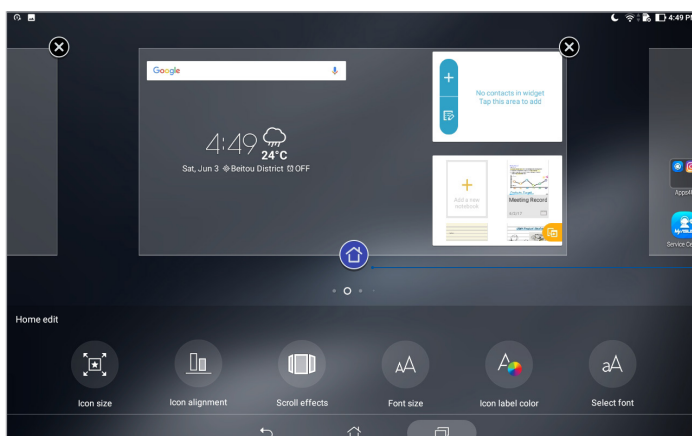 4:49 PM
Google
No contacts in widget
Tap this area to add
4:49
24°C
Sat, Jun 3 Beitou District OFF
Add a new
notebook
Meeting Record
Service Ce
Home edit
Icon size
Icon alignment
Scroll effects
Font size
Icon label color
Select font